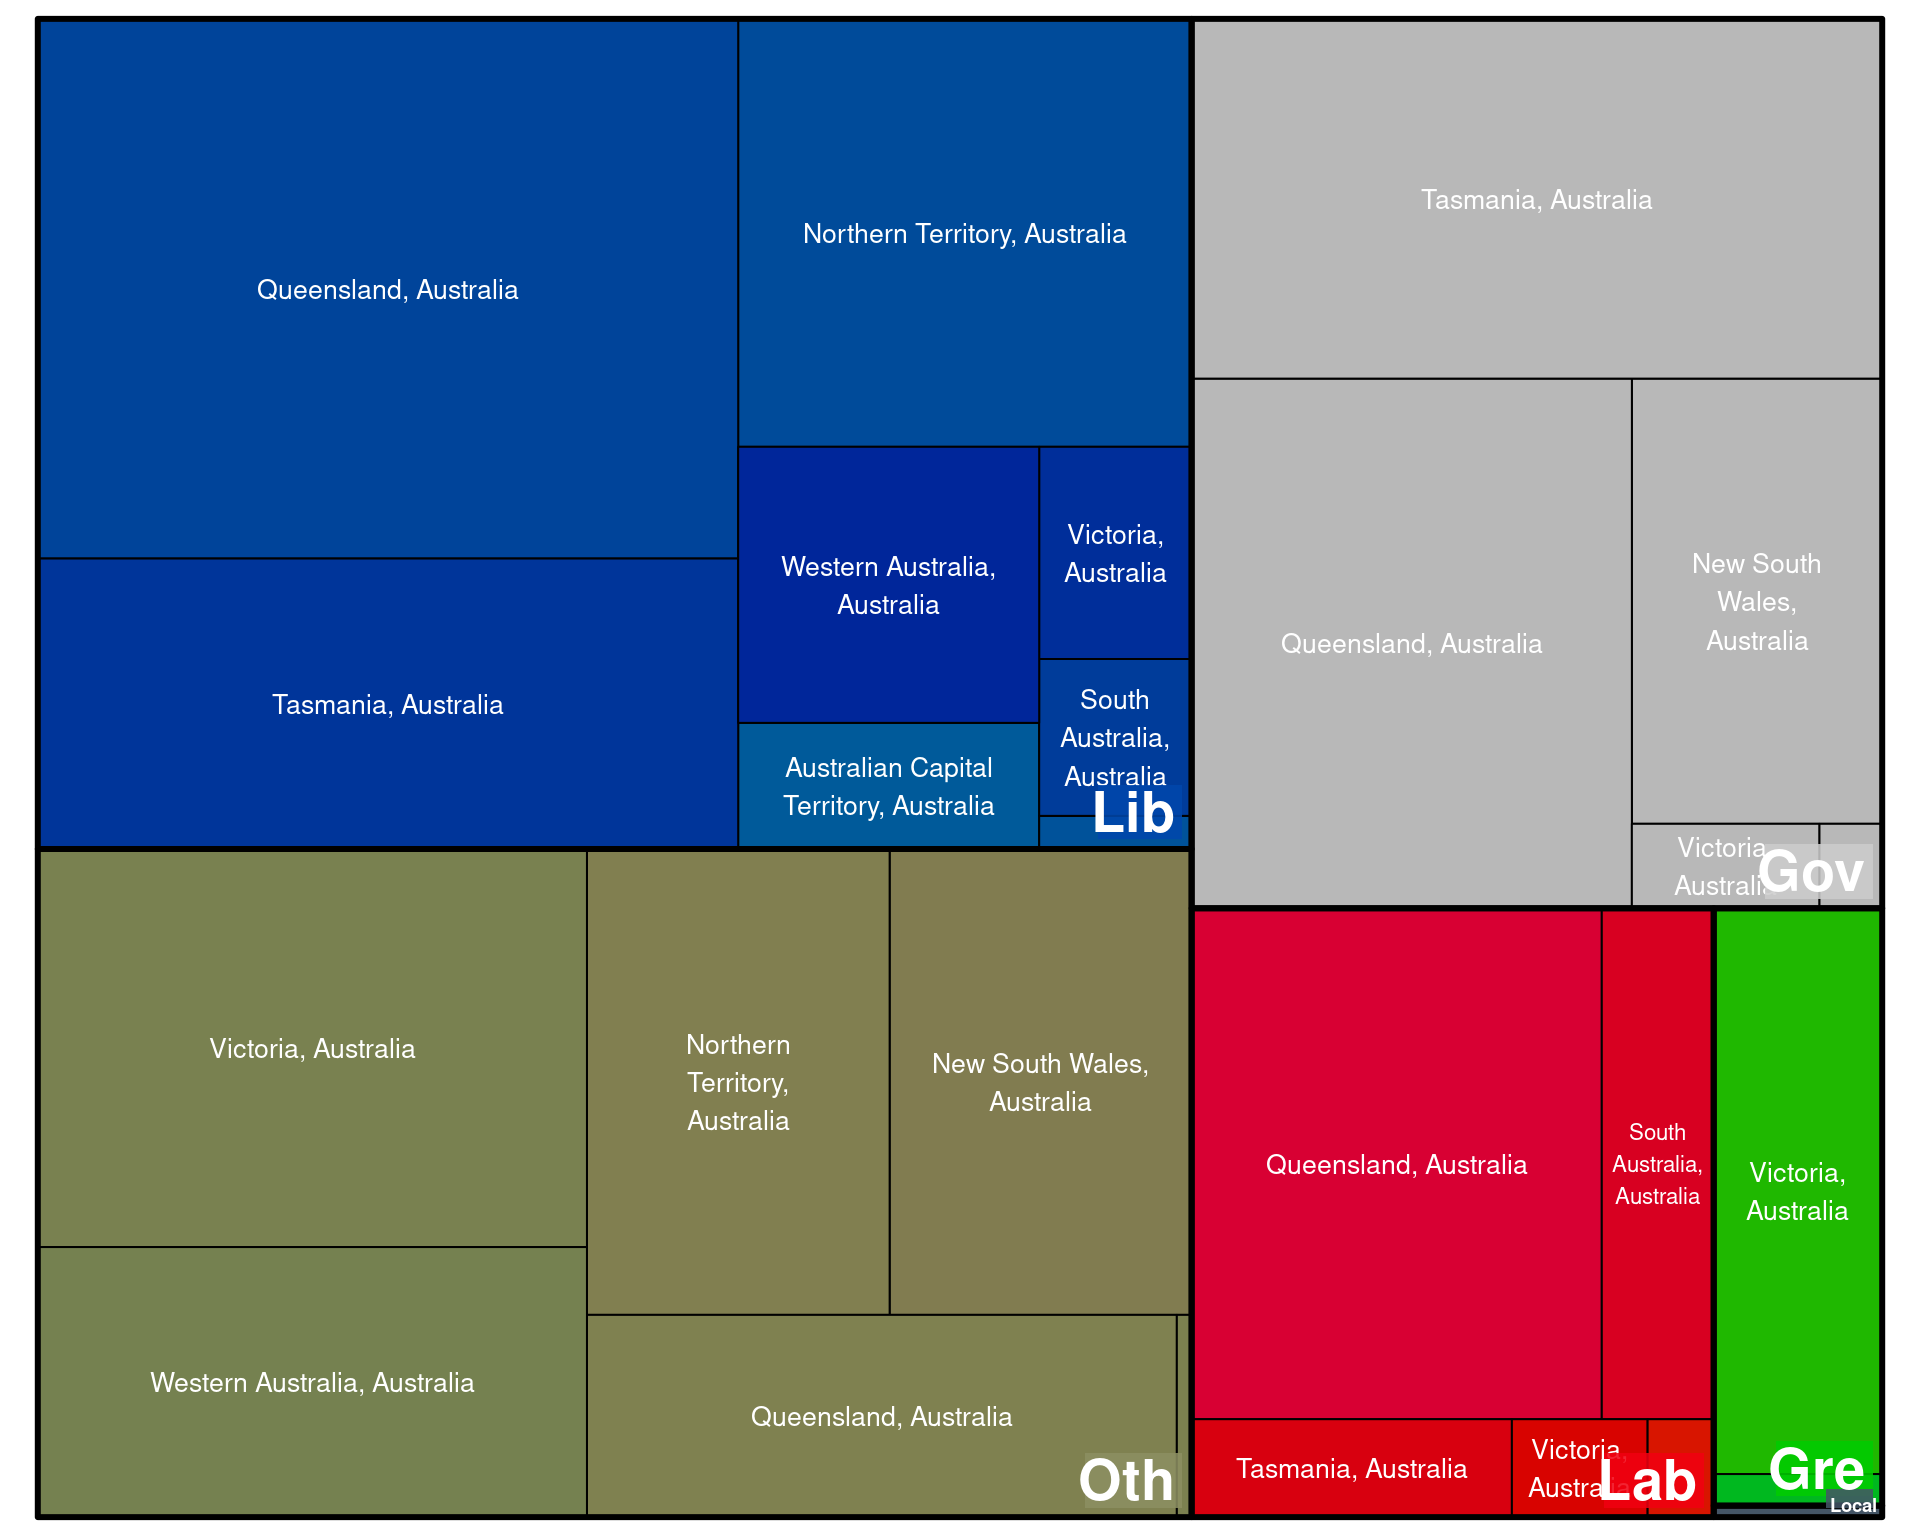 Queensland, Australia
Northern Territory, Australia
Tasmania, Australia
Western Australia,
Australia
Victoria,
Australia
South
Australia,
Australia
Australian Capital
Territory, Australia
Lib
Tasmania, Australia
Queensland, Australia
New South
Wales,
Australia
Victoria,
Australia
Gov
Victoria, Australia
Western Australia, Australia
Northern
Territory,
Australia
New South Wales,
Australia
Queensland, Australia
Oth
Queensland, Australia
South
Australia,
Australia
Tasmania, Australia
Victoria,
Australia
Lab
Victoria,
Australia
Gre
Local